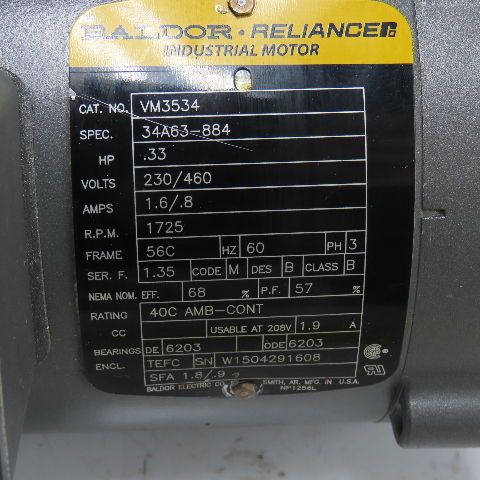 BALDOR • RELIANCER
INDUSTRIAL MOTOR
CAT. NO. VM3534
SPEC. 34A63-884
HP .33
VOLTS 230/460
AMPS 1.6/.8
R.P.M. 1725
FRAME 56C HZ 60 PH 3
SER. F. 1.35 CODE M DES B CLASS B
NEMA NOM. EFF. 68 % P.F. 57 %
RATING 40C AMB-CONT
CC USABLE AT 208V 1.9 A
BEARINGS DE 6203 ODE 6203
ENCL. TEFC SN W1504291608
SFA 1.8/.9
BALDOR ELECTRIC CO. SMITH, AR. MFG. IN U.S.A.
NP1256L